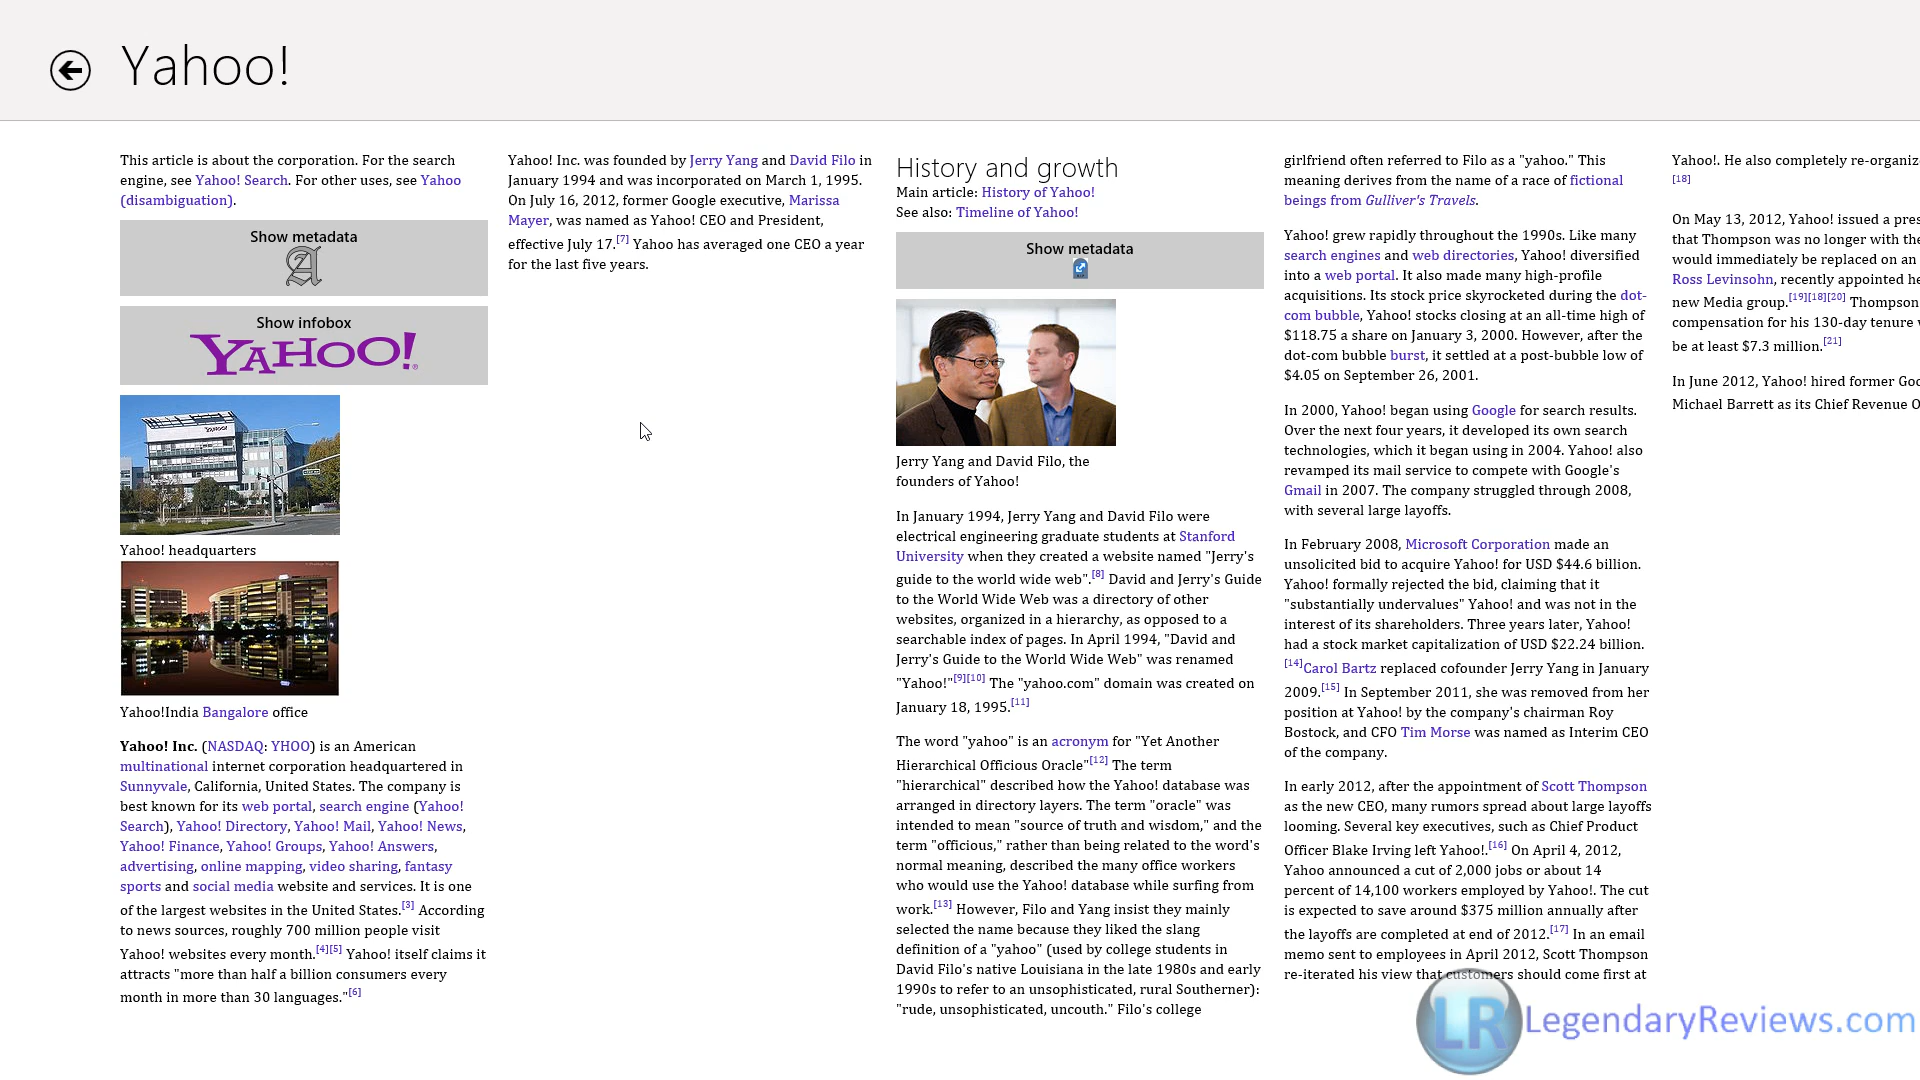 Yahoo!
This article is about the corporation. For the search
engine, see Yahoo! Search. For other uses, see Yahoo
(disambiguation).
Show metadata
A
Show infobox
YAHOO!
Yahoo! headquarters
Yahoo!India Bangalore office
Yahoo! Inc. (NASDAQ: YHOO) is an American
multinational internet corporation headquartered in
Sunnyvale, California, United States. The company is
best known for its web portal, search engine (Yahoo!
Search), Yahoo! Directory, Yahoo! Mail, Yahoo! News,
Yahoo! Finance, Yahoo! Groups, Yahoo! Answers,
advertising, online mapping, video sharing, fantasy
sports and social media website and services. It is one
of the largest websites in the United States.[3] According
to news sources, roughly 700 million people visit
Yahoo! websites every month.[4][5] Yahoo! itself claims it
attracts "more than half a billion consumers every
month in more than 30 languages."[6]
Yahoo! Inc. was founded by Jerry Yang and David Filo in
January 1994 and was incorporated on March 1, 1995.
On July 16, 2012, former Google executive, Marissa
Mayer, was named as Yahoo! CEO and President,
effective July 17.[7] Yahoo has averaged one CEO a year
for the last five years.
History and growth
Main article: History of Yahoo!
See also: Timeline of Yahoo!
Show metadata
Jerry Yang and David Filo, the
founders of Yahoo!
In January 1994, Jerry Yang and David Filo were
electrical engineering graduate students at Stanford
University when they created a website named "Jerry's
guide to the world wide web".[8] David and Jerry's Guide
to the World Wide Web was a directory of other
websites, organized in a hierarchy, as opposed to a
searchable index of pages. In April 1994, "David and
Jerry's Guide to the World Wide Web" was renamed
"Yahoo!"[9][10] The "yahoo.com" domain was created on
January 18, 1995.[11]
The word "yahoo" is an acronym for "Yet Another
Hierarchical Officious Oracle"[12] The term
"hierarchical" described how the Yahoo! database was
arranged in directory layers. The term "oracle" was
intended to mean "source of truth and wisdom," and the
term "officious," rather than being related to the word's
normal meaning, described the many office workers
who would use the Yahoo! database while surfing from
work.[13] However, Filo and Yang insist they mainly
selected the name because they liked the slang
definition of a "yahoo" (used by college students in
David Filo's native Louisiana in the late 1980s and early
1990s to refer to an unsophisticated, rural Southerner):
"rude, unsophisticated, uncouth." Filo's college
girlfriend often referred to Filo as a "yahoo." This
meaning derives from the name of a race of fictional
beings from Gulliver's Travels.
Yahoo! grew rapidly throughout the 1990s. Like many
search engines and web directories, Yahoo! diversified
into a web portal. It also made many high-profile
acquisitions. Its stock price skyrocketed during the dot-
com bubble, Yahoo! stocks closing at an all-time high of
$118.75 a share on January 3, 2000. However, after the
dot-com bubble burst, it settled at a post-bubble low of
$4.05 on September 26, 2001.
In 2000, Yahoo! began using Google for search results.
Over the next four years, it developed its own search
technologies, which it began using in 2004. Yahoo! also
revamped its mail service to compete with Google's
Gmail in 2007. The company struggled through 2008,
with several large layoffs.
In February 2008, Microsoft Corporation made an
unsolicited bid to acquire Yahoo! for USD $44.6 billion.
Yahoo! formally rejected the bid, claiming that it
"substantially undervalues" Yahoo! and was not in the
interest of its shareholders. Three years later, Yahoo!
had a stock market capitalization of USD $22.24 billion.
[14]Carol Bartz replaced cofounder Jerry Yang in January
2009.[15] In September 2011, she was removed from her
position at Yahoo! by the company's chairman Roy
Bostock, and CFO Tim Morse was named as Interim CEO
of the company.
In early 2012, after the appointment of Scott Thompson
as the new CEO, many rumors spread about large layoffs
looming. Several key executives, such as Chief Product
Officer Blake Irving left Yahoo!.[16] On April 4, 2012,
Yahoo announced a cut of 2,000 jobs or about 14
percent of 14,100 workers employed by Yahoo!. The cut
is expected to save around $375 million annually after
the layoffs are completed at end of 2012.[17] In an email
memo sent to employees in April 2012, Scott Thompson
re-iterated his view that customers should come first at
Yahoo!. He also completely re-organiz
[18]
On May 13, 2012, Yahoo! issued a pres
that Thompson was no longer with the
would immediately be replaced on an
Ross Levinsohn, recently appointed he
new Media group.[19][18][20] Thompson
compensation for his 130-day tenure
be at least $7.3 million.[21]
In June 2012, Yahoo! hired former Goo
Michael Barrett as its Chief Revenue O
LR LegendaryReviews.com